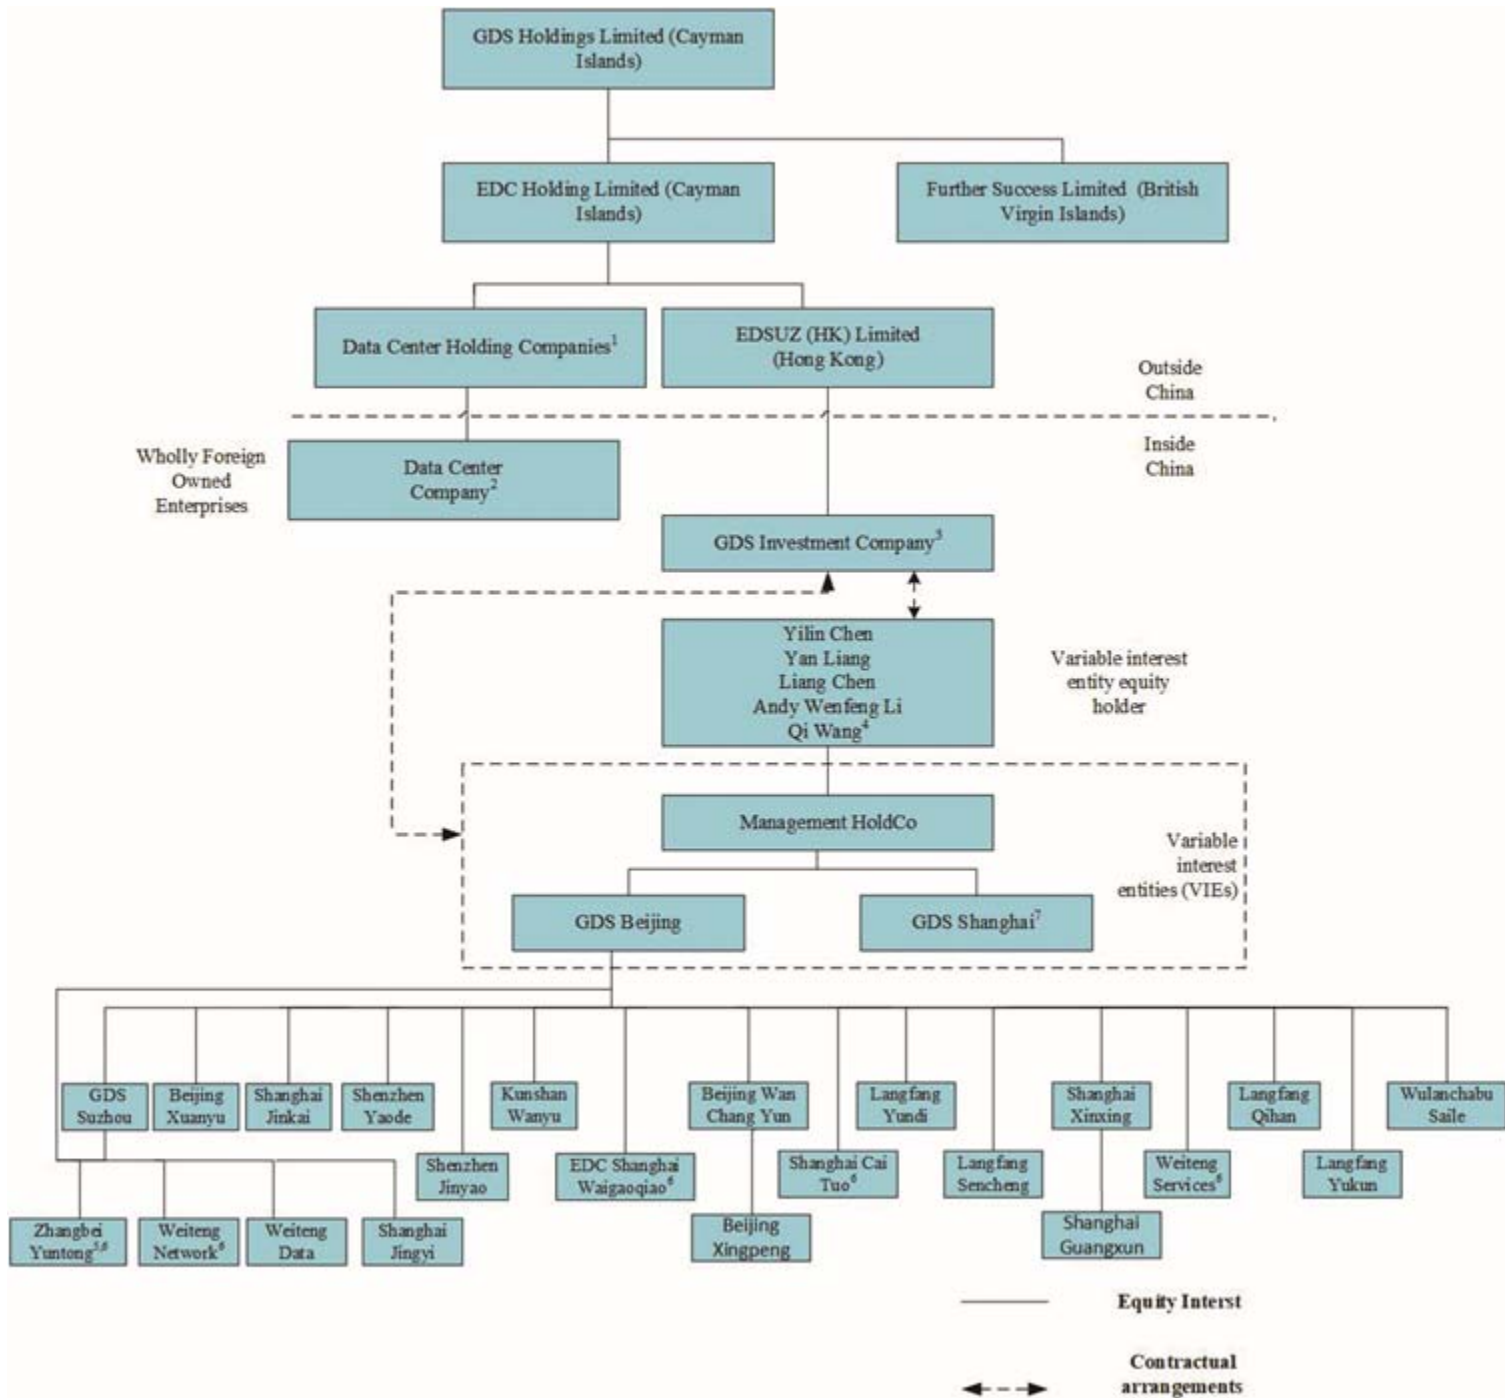 GDS Holdings Limited (Cayman
Islands)
EDC Holding Limited (Cayman
Islands)
Further Success Limited (British
Virgin Islands)
Data Center Holding Companies1
EDSUZ (HK) Limited
(Hong Kong)
Outside
China
Inside
China
Wholly Foreign
Owned
Enterprises
Data Center
Company2
GDS Investment Company3
Yilin Chen
Yan Liang
Liang Chen
Andy Wenfeng Li
Qi Wang4
Variable interest
entity equity
holder
Management HoldCo
Variable
interest
entities (VIEs)
GDS Beijing
GDS Shanghai7
GDS
Suzhou
Beijing
Xuanyu
Shanghai
Jinkai
Shenzhen
Yaode
Kunshan
Wanyu
Beijing Wan
Chang Yun
Langfang
Yundi
Shanghai
Xinxing
Langfang
Qihan
Wulanchabu
Saile
Shenzhen
Jinyao
EDC Shanghai
Waigaoqiao6
Shanghai Cai
Tuo6
Langfang
Sencheng
Weiteng
Services6
Langfang
Yukun
Zhangbei
Yuntong5,6
Weiteng
Network6
Weiteng
Data
Shanghai
Jingyi
Beijing
Xingpeng
Shanghai
Guangxun
Equity Interst
Contractual
arrangements